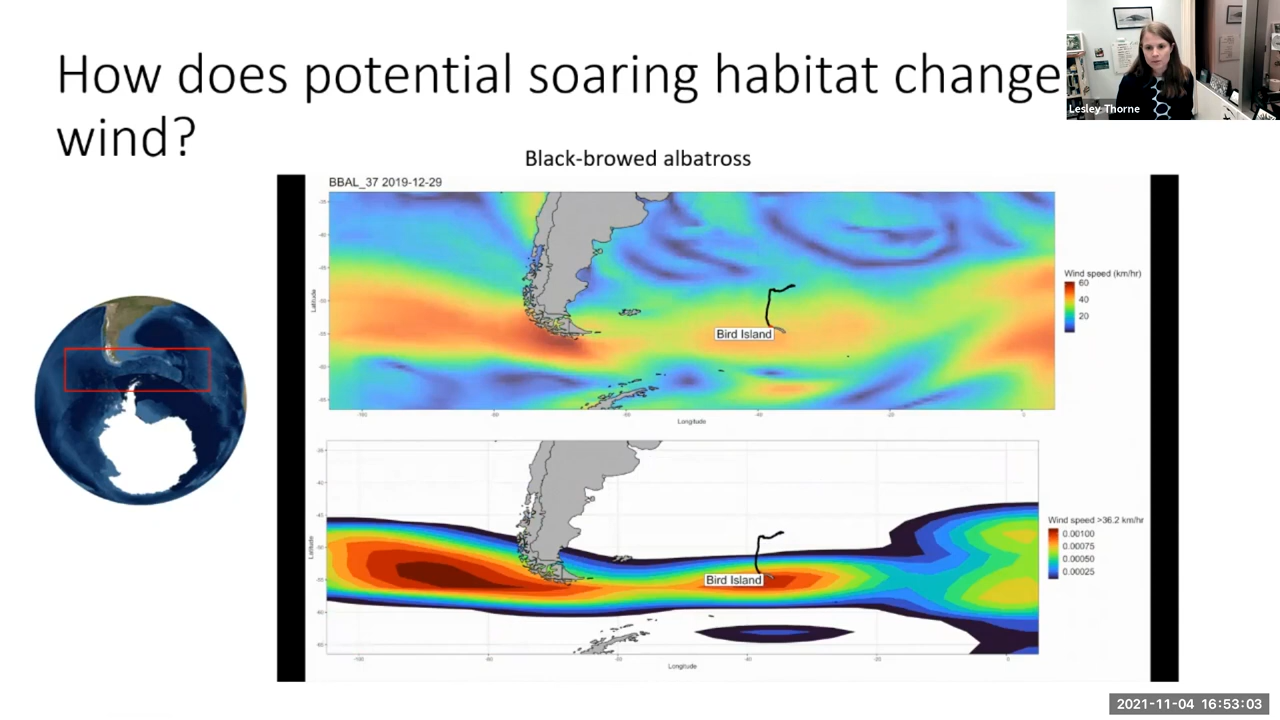 How does potential soaring habitat change
wind?
Lesley Thorne
Black-browed albatross
BBAL_37 2019-12-29
Latitude
Bird Island
Wind speed (km/hr)
60
40
20
Longitude
Latitude
Bird Island
Wind speed >36.2 km/hr
0.00100
0.00075
0.00050
0.00025
Longitude
2021-11-04 16:53:03